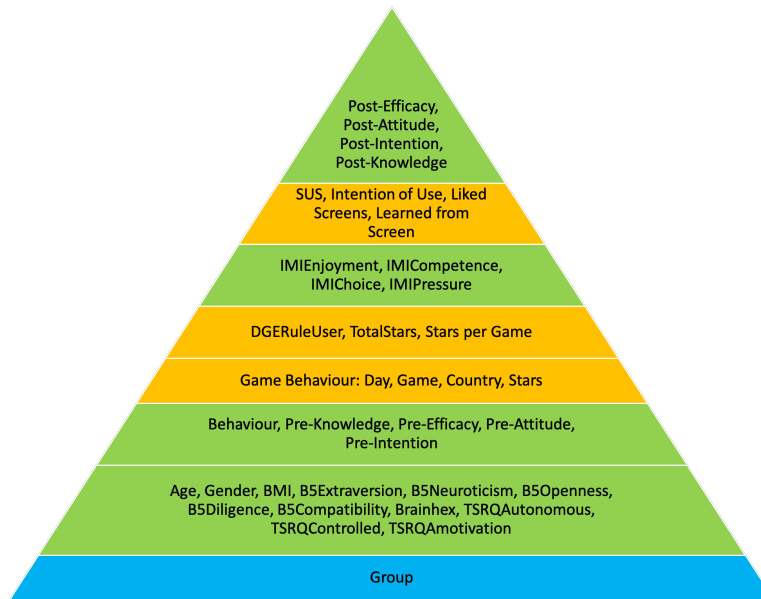 Post-Efficacy,
Post-Attitude,
Post-Intention,
Post-Knowledge
SUS, Intention of Use, Liked
Screens, Learned from
Screen
IMIEnjoyment, IMICompetence,
IMIChoice, IMIPressure
DGERuleUser, TotalStars, Stars per Game
Game Behaviour: Day, Game, Country, Stars
Behaviour, Pre-Knowledge, Pre-Efficacy, Pre-Attitude,
Pre-Intention
Age, Gender, BMI, B5Extraversion, B5Neuroticism, B5Openness,
B5Diligence, B5Compatibility, Brainhex, TSRQAutonomous,
TSRQControlled, TSRQAmotivation
Group